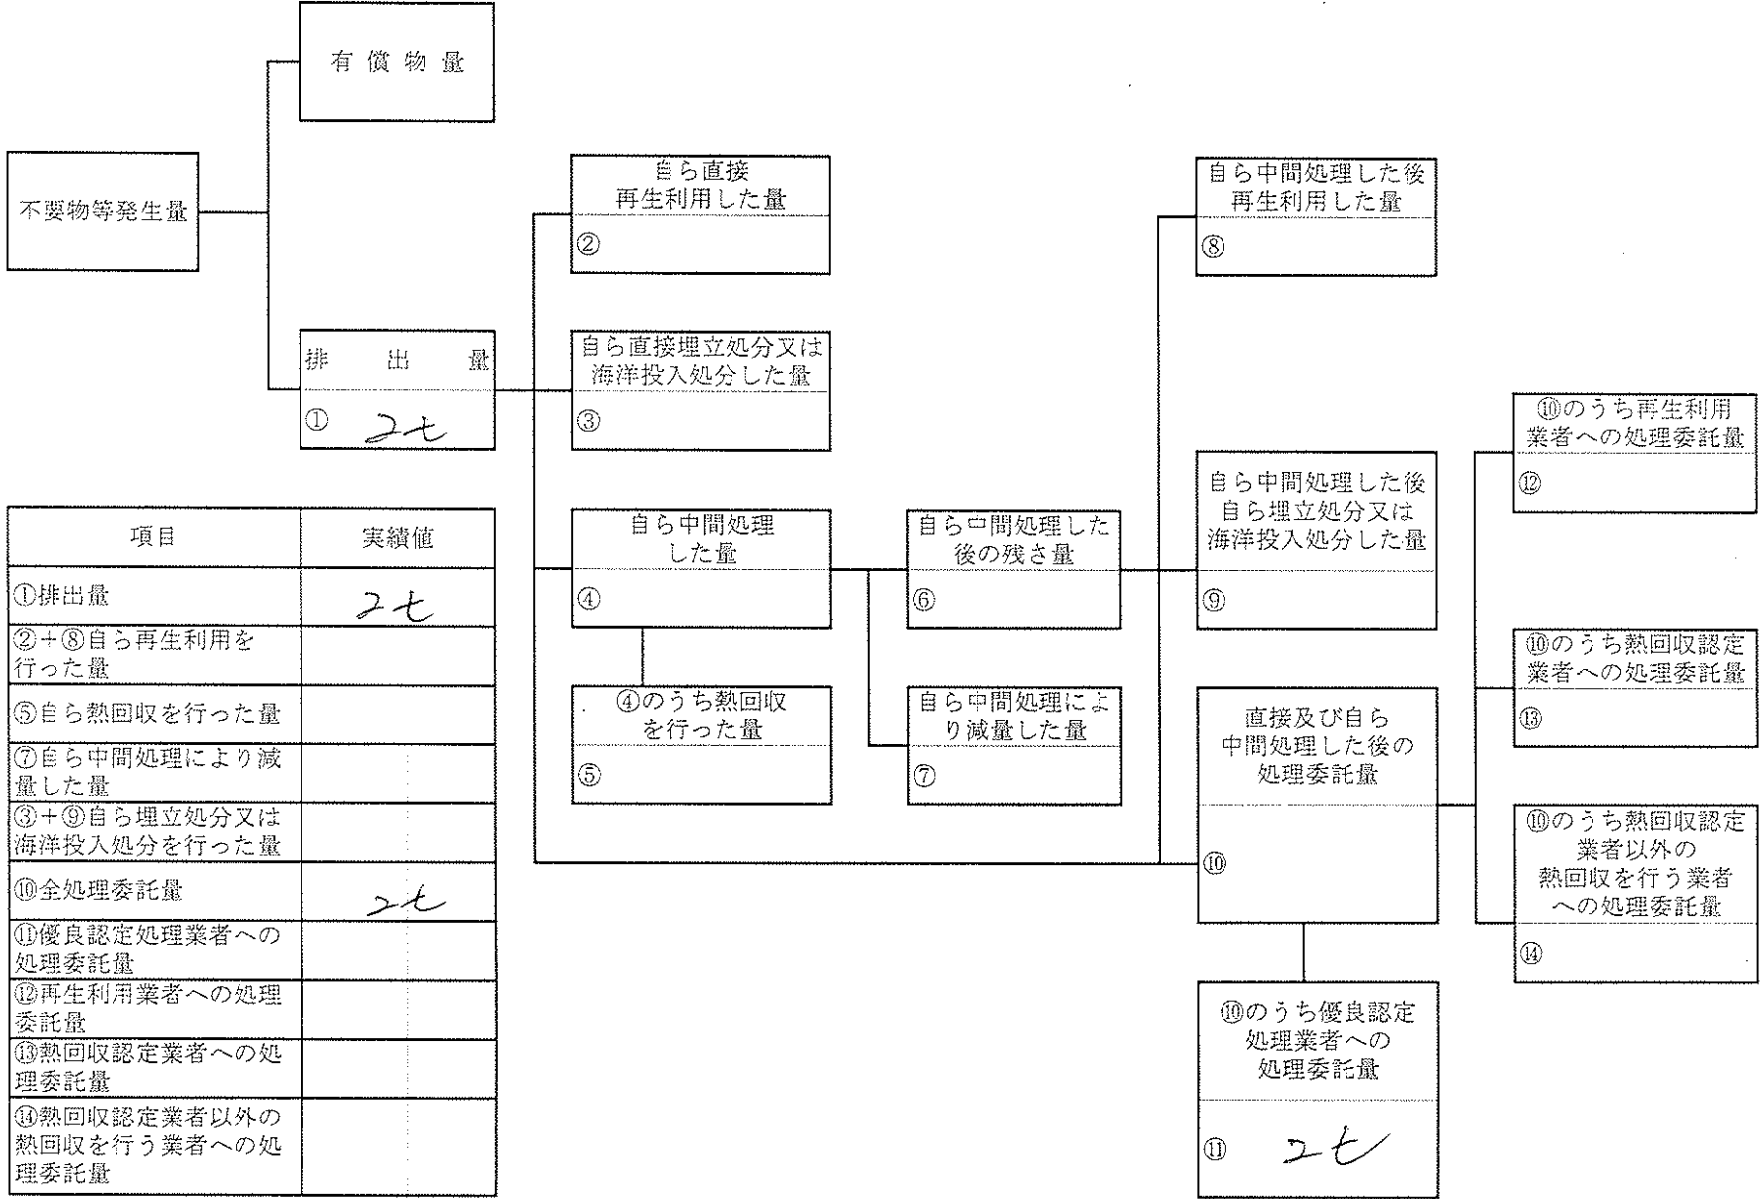 有償物量
不要物等発生量
排出量
① 2t
自ら直接
再生利用した量
②
自ら直接埋立処分又は
海洋投入処分した量
③
自ら中間処理
した量
④
④のうち熱回収
を行った量
⑤
自ら中間処理した
後の残さ量
⑥
自ら中間処理によ
り減量した量
⑦
自ら中間処理した後
再生利用した量
⑧
自ら中間処理した後
自ら埋立処分又は
海洋投入処分した量
⑨
直接及び自ら
中間処理した後の
処理委託量
⑩
⑩のうち優良認定
処理業者への
処理委託量
⑪ 2t
⑩のうち再生利用
業者への処理委託量
⑫
⑩のうち熱回収認定
業者への処理委託量
⑬
⑩のうち熱回収認定
業者以外の
熱回収を行う業者
への処理委託量
⑭
項目 実績値
①排出量 2t
②+⑧自ら再生利用を
行った量
⑤自ら熱回収を行った量
⑦自ら中間処理により減
量した量
③+⑨自ら埋立処分又は
海洋投入処分を行った量
⑩全処理委託量 2t
⑪優良認定処理業者への
処理委託量
⑫再生利用業者への処理
委託量
⑬熱回収認定業者への処
理委託量
⑭熱回収認定業者以外の
熱回収を行う業者への処
理委託量